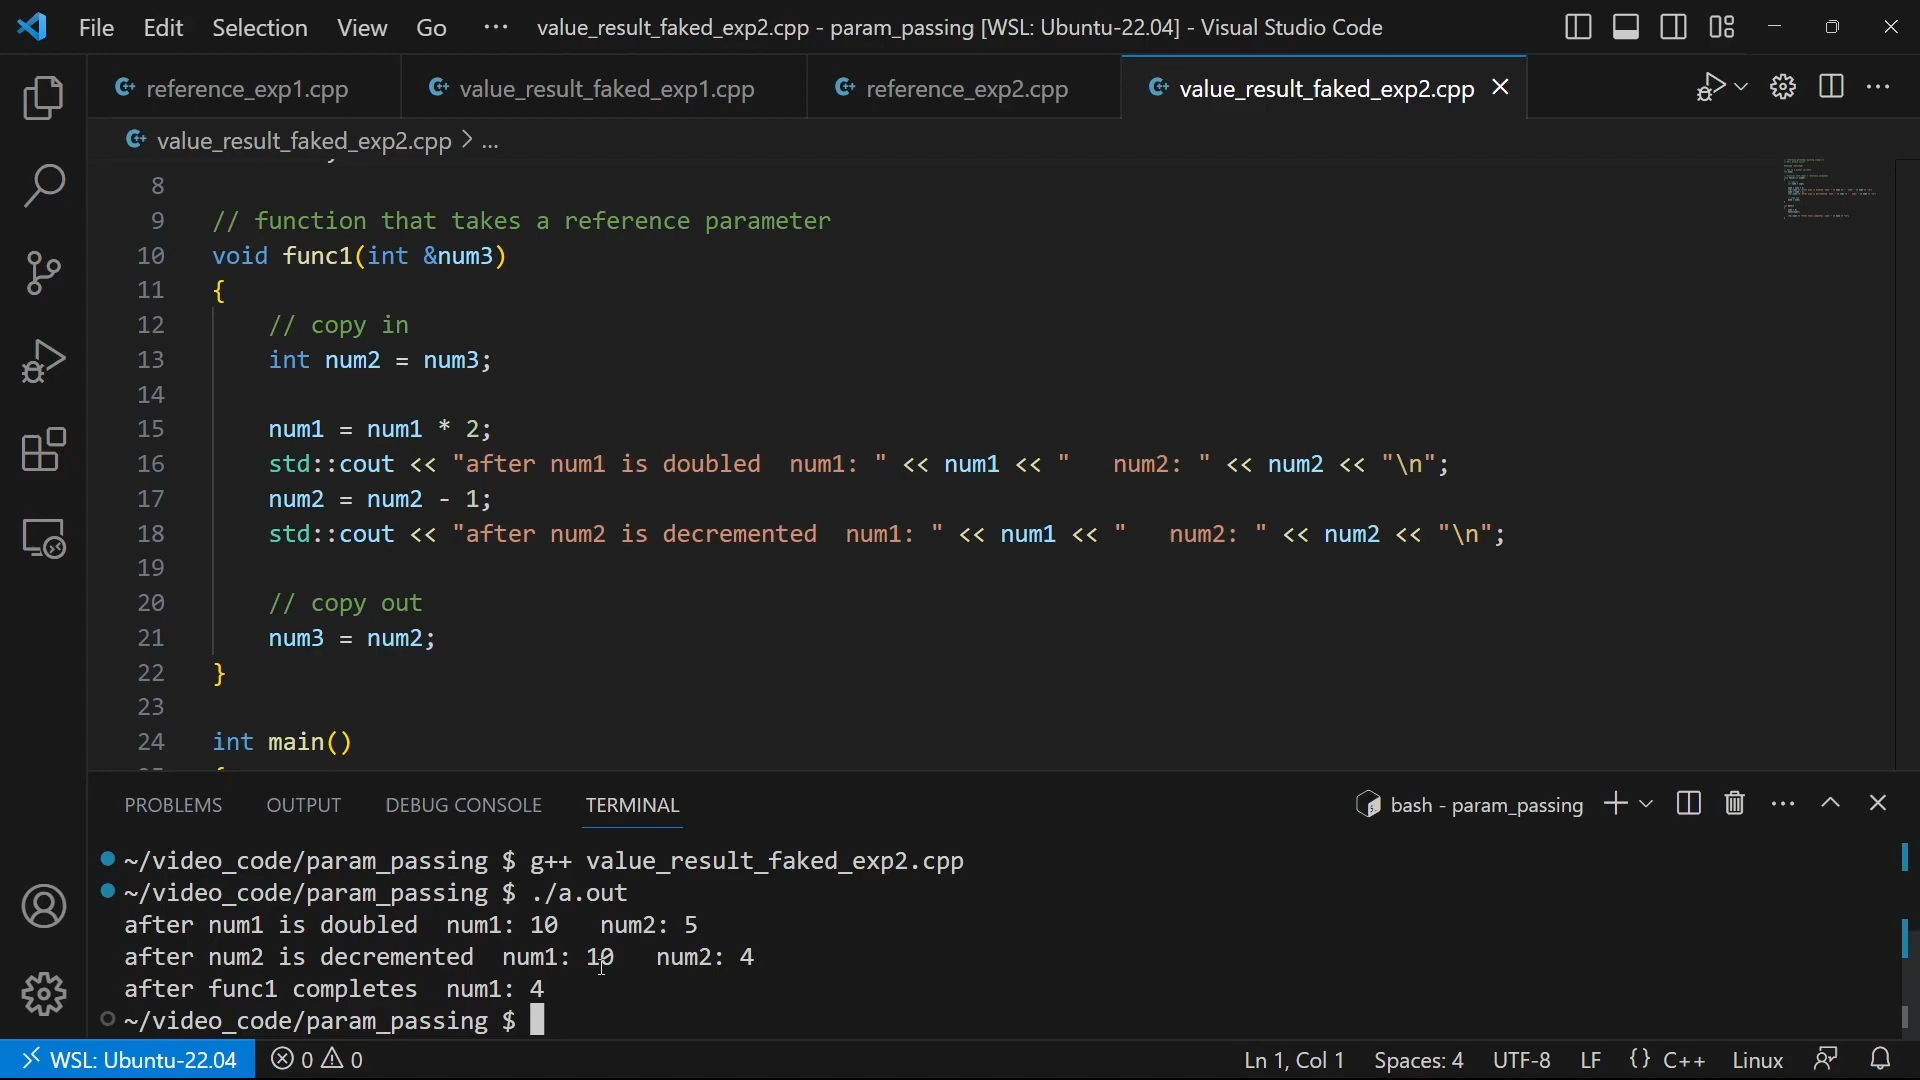 File Edit Selection View Go ··· value_result_faked_exp2.cpp - param_passing [WSL: Ubuntu-22.04] - Visual Studio Code
reference_exp1.cpp value_result_faked_exp1.cpp reference_exp2.cpp value_result_faked_exp2.cpp
value_result_faked_exp2.cpp > ...
8
9 // function that takes a reference parameter
10 void func1(int &num3)
11 {
12 // copy in
13 int num2 = num3;
14
15 num1 = num1 * 2;
16 std::cout << "after num1 is doubled  num1: " << num1 << "   num2: " << num2 << "\n";
17 num2 = num2 - 1;
18 std::cout << "after num2 is decremented  num1: " << num1 << "   num2: " << num2 << "\n";
19
20 // copy out
21 num3 = num2;
22 }
23
24 int main()
PROBLEMS OUTPUT DEBUG CONSOLE TERMINAL bash - param_passing
~/video_code/param_passing $ g++ value_result_faked_exp2.cpp
~/video_code/param_passing $ ./a.out
after num1 is doubled  num1: 10   num2: 5
after num2 is decremented  num1: 10   num2: 4
after func1 completes  num1: 4
~/video_code/param_passing $
WSL: Ubuntu-22.04 0 0 Ln 1, Col 1 Spaces: 4 UTF-8 LF {} C++ Linux